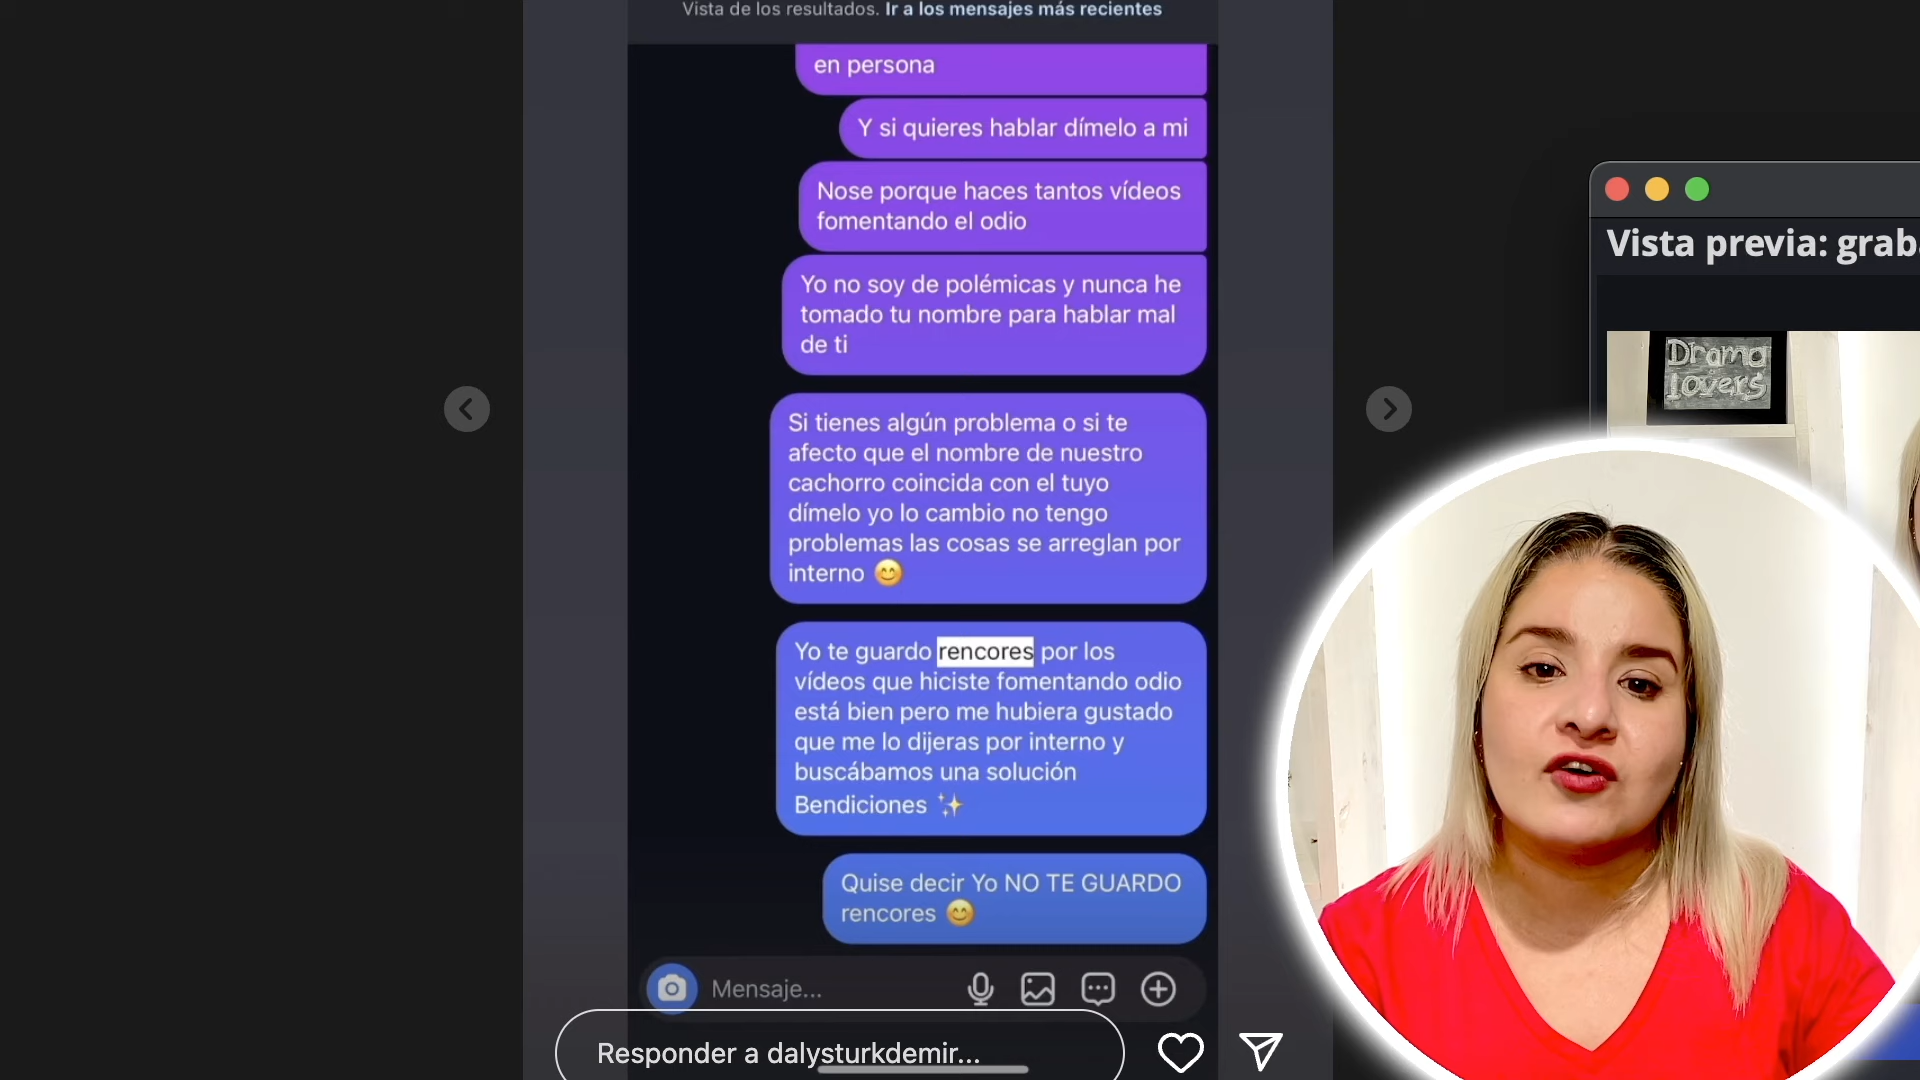 Vista de los resultados. Ir a los mensajes más recientes
en persona
Y si quieres hablar dímelo a mi
Nose porque haces tantos vídeos
fomentando el odio
Yo no soy de polémicas y nunca he
tomado tu nombre para hablar mal
de ti
Si tienes algún problema o si te
afecto que el nombre de nuestro
cachorro coincida con el tuyo
dímelo yo lo cambio no tengo
problemas las cosas se arreglan por
interno 😊
Yo te guardo rencores por los
vídeos que hiciste fomentando odio
está bien pero me hubiera gustado
que me lo dijeras por interno y
buscábamos una solución
Bendiciones ✨
Quise decir Yo NO TE GUARDO
rencores 😊
Mensaje...
Responder a dalysturkdemir...
Vista previa: graba
Drama
lovers